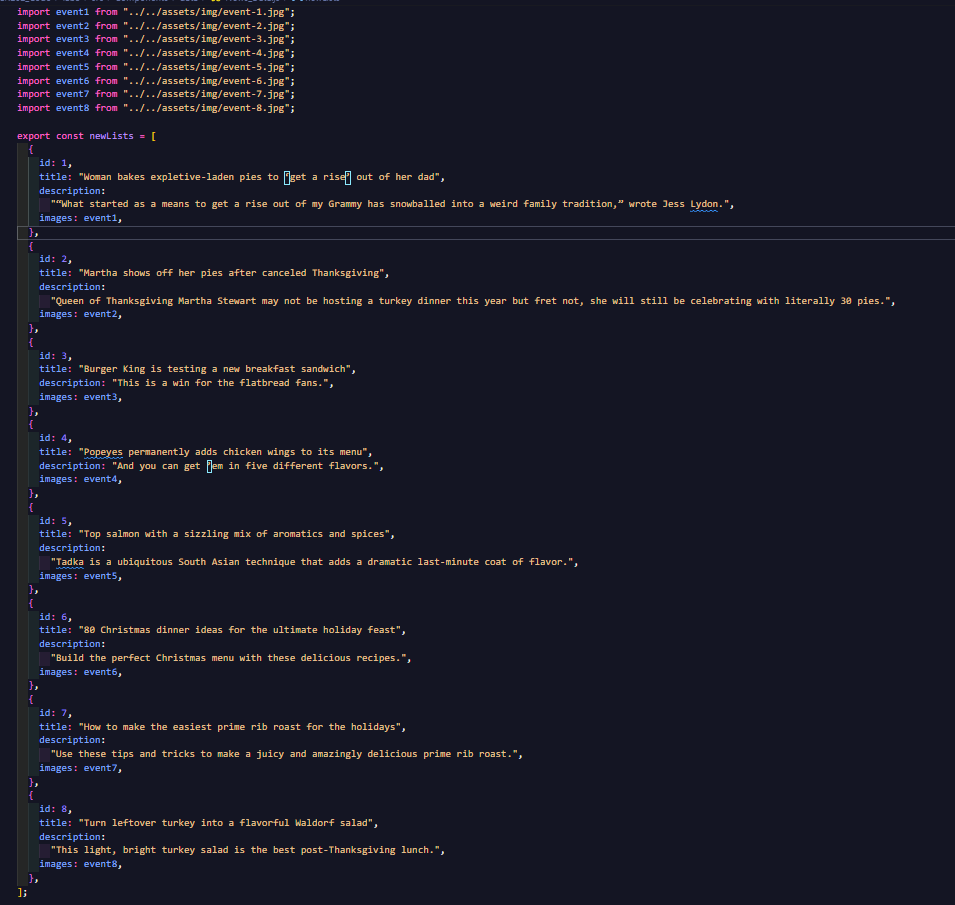 import event1 from "../../assets/img/event-1.jpg";
import event2 from "../../assets/img/event-2.jpg";
import event3 from "../../assets/img/event-3.jpg";
import event4 from "../../assets/img/event-4.jpg";
import event5 from "../../assets/img/event-5.jpg";
import event6 from "../../assets/img/event-6.jpg";
import event7 from "../../assets/img/event-7.jpg";
import event8 from "../../assets/img/event-8.jpg";
export const newLists = [
{
id: 1,
title: "Woman bakes expletive-laden pies to ‘get a rise’ out of her dad",
description:
"“What started as a means to get a rise out of my Grammy has snowballed into a weird family tradition,” wrote Jess Lydon.",
images: event1,
},
{
id: 2,
title: "Martha shows off her pies after canceled Thanksgiving",
description:
"Queen of Thanksgiving Martha Stewart may not be hosting a turkey dinner this year but fret not, she will still be celebrating with literally 30 pies.",
images: event2,
},
{
id: 3,
title: "Burger King is testing a new breakfast sandwich",
description: "This is a win for the flatbread fans.",
images: event3,
},
{
id: 4,
title: "Popeyes permanently adds chicken wings to its menu",
description: "And you can get ’em in five different flavors.",
images: event4,
},
{
id: 5,
title: "Top salmon with a sizzling mix of aromatics and spices",
description:
"Tadka is a ubiquitous South Asian technique that adds a dramatic last-minute coat of flavor.",
images: event5,
},
{
id: 6,
title: "80 Christmas dinner ideas for the ultimate holiday feast",
description:
"Build the perfect Christmas menu with these delicious recipes.",
images: event6,
},
{
id: 7,
title: "How to make the easiest prime rib roast for the holidays",
description:
"Use these tips and tricks to make a juicy and amazingly delicious prime rib roast.",
images: event7,
},
{
id: 8,
title: "Turn leftover turkey into a flavorful Waldorf salad",
description:
"This light, bright turkey salad is the best post-Thanksgiving lunch.",
images: event8,
},
];